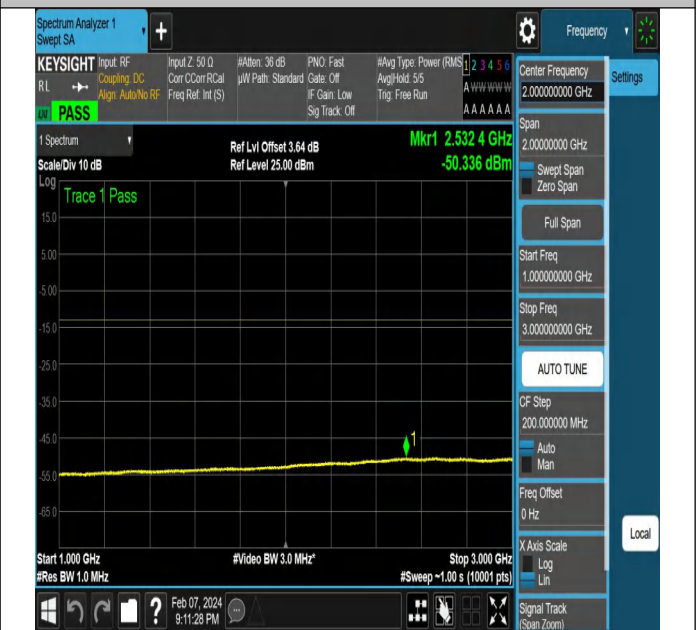 Spectrum Analyzer 1
Swept SA
+
Frequency
KEYSIGHT
Input: RF
Input Z: 50 Ω
#Atten: 36 dB
PNO: Fast
#Avg Type: Power (RMS
1 2 3 4 5 6
RL
Coupling: DC
Corr CCorr RCal
µW Path: Standard
Gate: Off
Avg|Hold: 5/5
A W W W W W
Align: Auto/No RF
Freq Ref: Int (S)
IF Gain: Low
Trig: Free Run
Sig Track: Off
A A A A A A
PASS
1 Spectrum
Ref Lvl Offset 3.64 dB
Mkr1 2.532 4 GHz
Scale/Div 10 dB
Ref Level 25.00 dBm
-50.336 dBm
Log
Trace 1 Pass
15.0
5.00
-5.00
-15.0
-25.0
-35.0
-45.0
1
-55.0
-65.0
Start 1.000 GHz
#Video BW 3.0 MHz*
Stop 3.000 GHz
#Res BW 1.0 MHz
#Sweep ~1.00 s (10001 pts)
?
Feb 07, 2024
9:11:28 PM
Center Frequency
2.000000000 GHz
Settings
Span
2.00000000 GHz
Swept Span
Zero Span
Full Span
Start Freq
1.000000000 GHz
Stop Freq
3.000000000 GHz
AUTO TUNE
CF Step
200.000000 MHz
Auto
Man
Freq Offset
0 Hz
Local
X Axis Scale
Log
Lin
Signal Track
(Span Zoom)